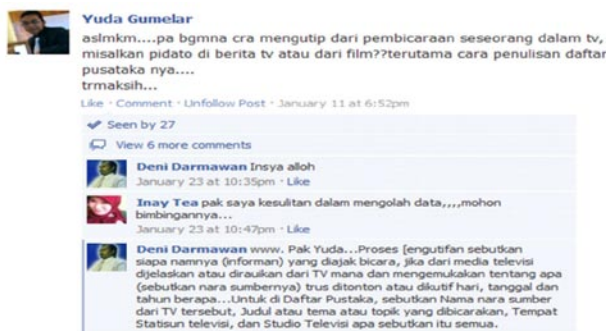 Yuda Gumelar
aslmkm....pa bgmna cra mengutip dari pembicaraan seseorang dalam tv,
misalkan pidato di berita tv atau dari film??terutama cara penulisan daftar
pusataka nya....
trmaksih...
Like · Comment · Unfollow Post · January 11 at 6:52pm
Seen by 27
View 6 more comments
Deni Darmawan Insya alloh
January 23 at 10:35pm · Like
Inay Tea pak saya kesulitan dalam mengolah data,,,,mohon
bimbingannya...
January 23 at 10:47pm · Like
Deni Darmawan www. Pak Yuda...Proses [engutifan sebutkan
siapa namnya (informan) yang diajak bicara, jika dari media televisi
dijelaskan atau dirauikan dari TV mana dan mengemukakan tentang apa
(sebutkan nara sumbernya) trus ditonton atau dikutif hari, tanggal dan
tahun berapa...Untuk di Daftar Pustaka, sebutkan Nama nara sumber
dari TV tersebut, Judul atau tema atau topik yang dibicarakan, Tempat
Statisun televisi, dan Studio Televisi apa sebutkan itu semua.